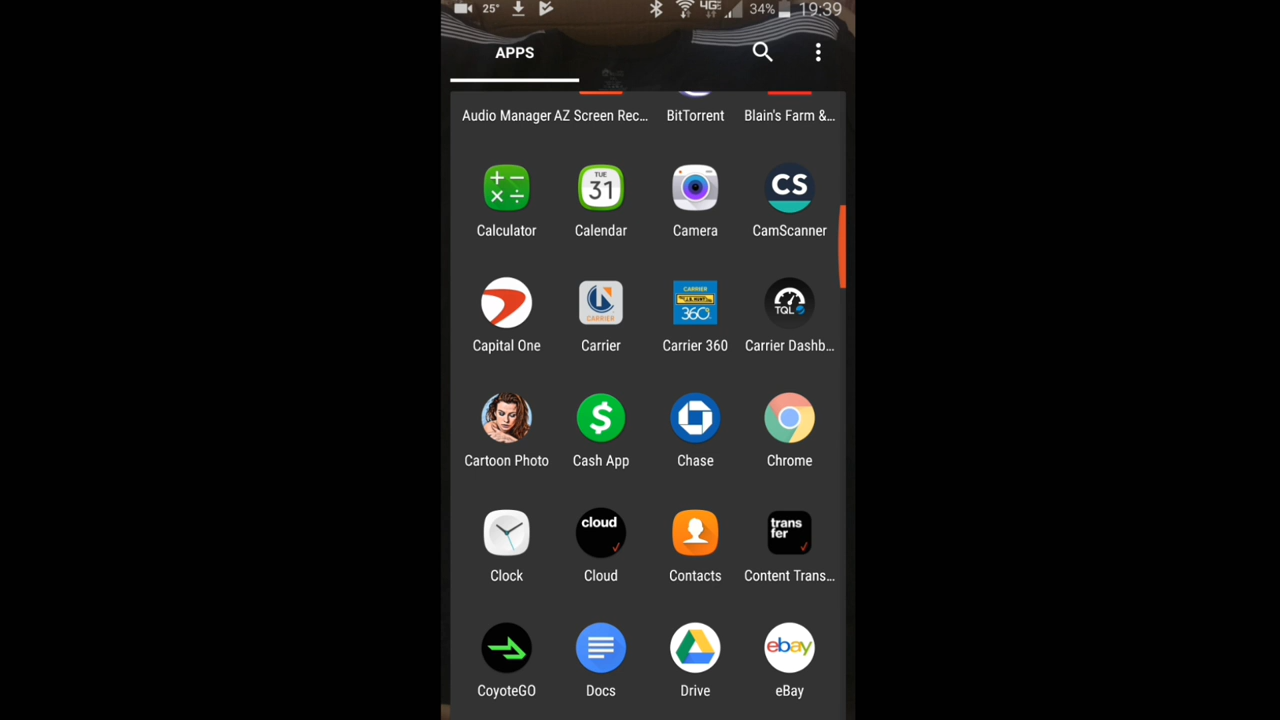 25° 4G 34% 19:39
APPS
Audio Manager AZ Screen Rec... BitTorrent Blain's Farm &...
TUE
31
CS
Calculator Calendar Camera CamScanner
CARRIER
CARRIER
360
TQL
Capital One Carrier Carrier 360 Carrier Dashb...
Cartoon Photo Cash App Chase Chrome
cloud
trans
fer
Clock Cloud Contacts Content Trans...
ebay
CoyoteGO Docs Drive eBay